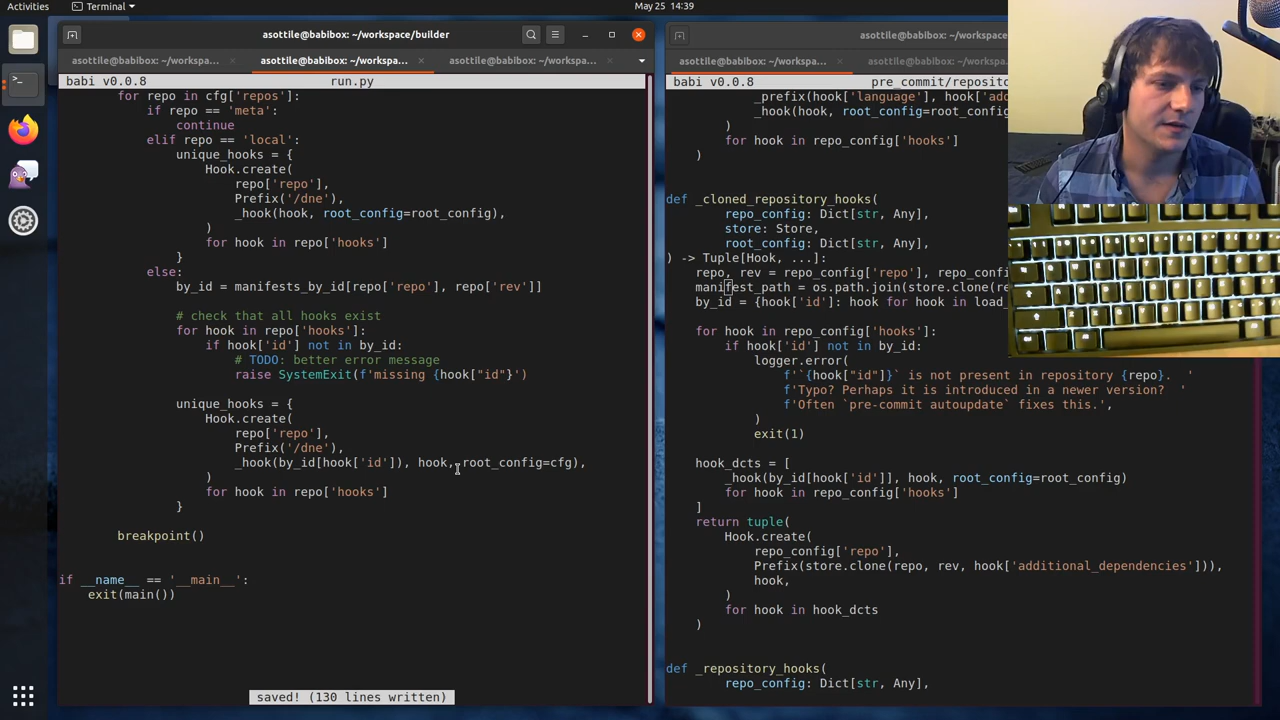 Activities
Terminal
May 25 14:39
asottile@babibox: ~/workspace/builder
asottile@babibox: ~/workspa…
asottile@babibox: ~/workspa…
asottile@babibox: ~/workspa…
babi v0.0.8 run.py
for repo in cfg['repos']:
if repo == 'meta':
continue
elif repo == 'local':
unique_hooks = {
Hook.create(
repo['repo'],
Prefix('/dne'),
_hook(hook, root_config=root_config),
)
for hook in repo['hooks']
}
else:
by_id = manifests_by_id[repo['repo'], repo['rev']]
# check that all hooks exist
for hook in repo['hooks']:
if hook['id'] not in by_id:
# TODO: better error message
raise SystemExit(f'missing {hook["id"}')
unique_hooks = {
Hook.create(
repo['repo'],
Prefix('/dne'),
_hook(by_id[hook['id']), hook, root_config=cfg),
)
for hook in repo['hooks']
}
breakpoint()
if __name__ == '__main__':
exit(main())
saved! (130 lines written)
asottile@babibox: ~/workspace
asottile@babibox: ~/workspa…
asottile@babibox: ~/workspa
babi v0.0.8 pre_commit/reposito
_prefix(hook['language'], hook['ad
_hook(hook, root_config=root_confi
)
for hook in repo_config['hooks']
)
def _cloned_repository_hooks(
repo_config: Dict[str, Any],
store: Store,
root_config: Dict[str, Any],
) -> Tuple[Hook, ...]:
repo, rev = repo_config['repo'], repo_conf
manifest_path = os.path.join(store.clone(re
by_id = {hook['id']: hook for hook in load_
for hook in repo_config['hooks']:
if hook['id'] not in by_id:
logger.error(
f'`{hook["id"]}` is not present in repository {repo}. '
f'Typo? Perhaps it is introduced in a newer version? '
f'Often `pre-commit autoupdate` fixes this.',
)
exit(1)
hook_dcts = [
_hook(by_id[hook['id']], hook, root_config=root_config)
for hook in repo_config['hooks']
]
return tuple(
Hook.create(
repo_config['repo'],
Prefix(store.clone(repo, rev, hook['additional_dependencies'])),
hook,
)
for hook in hook_dcts
)
def _repository_hooks(
repo_config: Dict[str, Any],